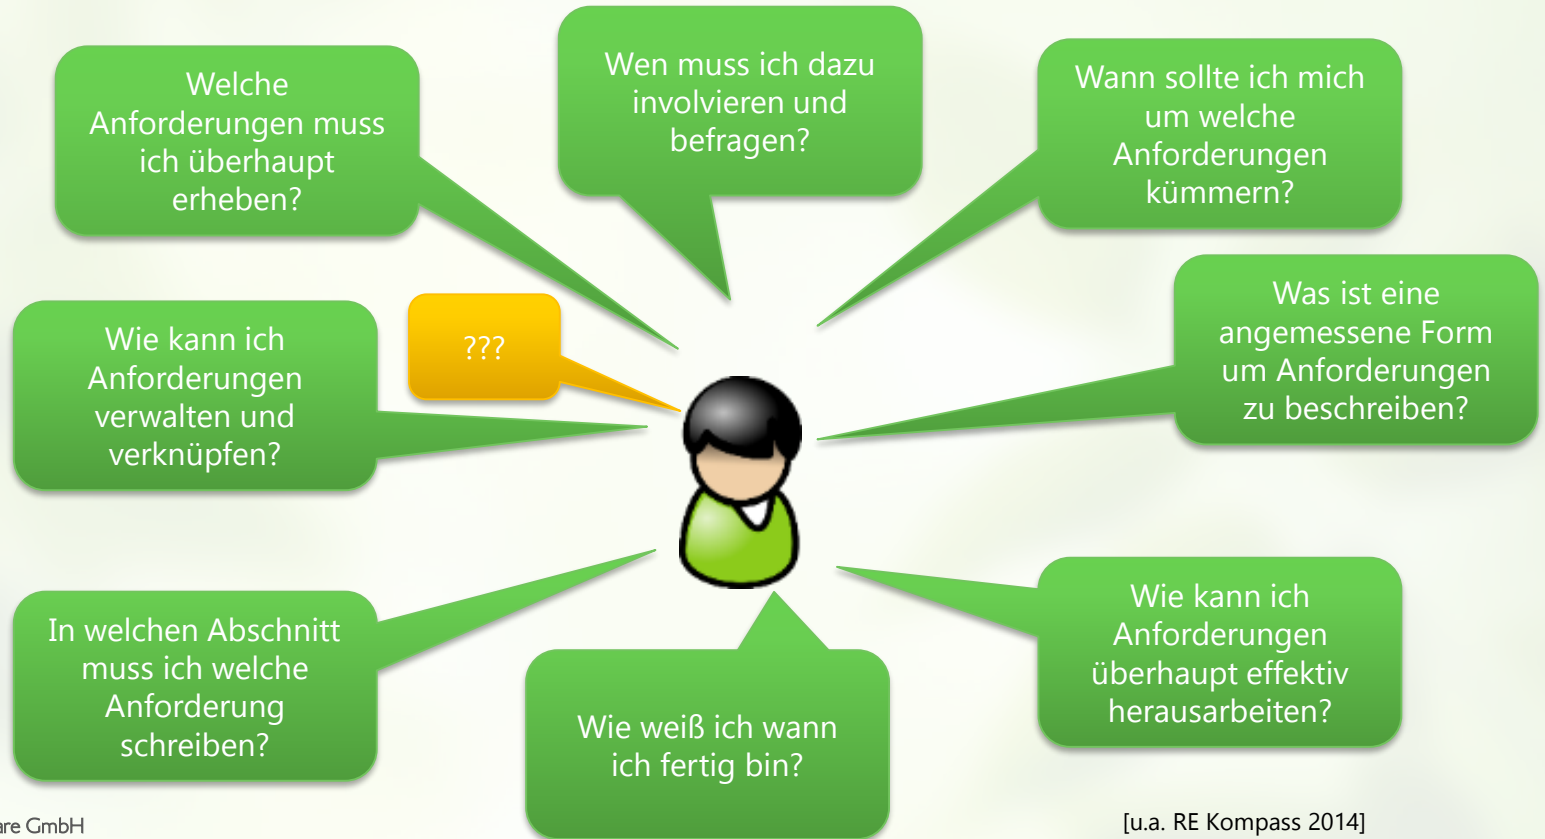 Welche
Anforderungen muss
ich überhaupt
erheben?
Wen muss ich dazu
involvieren und
befragen?
Wann sollte ich mich
um welche
Anforderungen
kümmern?
Wie kann ich
Anforderungen
verwalten und
verknüpfen?
???
Was ist eine
angemessene Form
um Anforderungen
zu beschreiben?
In welchen Abschnitt
muss ich welche
Anforderung
schreiben?
Wie weiß ich wann
ich fertig bin?
Wie kann ich
Anforderungen
überhaupt effektiv
herausarbeiten?
are GmbH
[u.a. RE Kompass 2014]